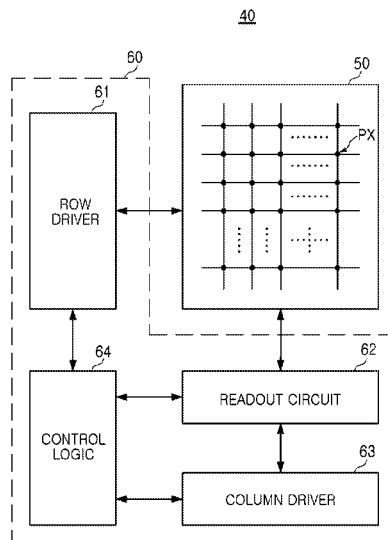 40
60
61
50
PX
ROW
DRIVER
64
62
CONTROL
LOGIC
READOUT CIRCUIT
63
COLUMN DRIVER